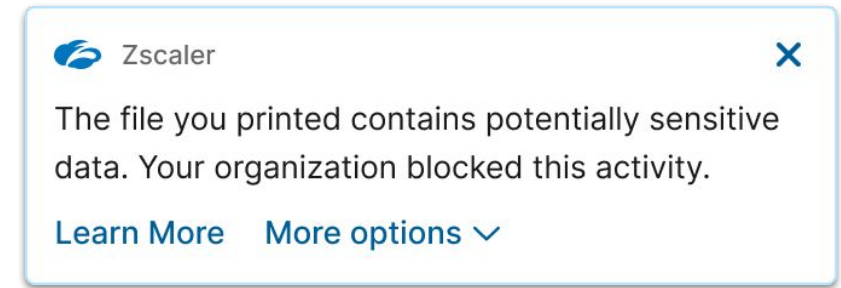 Zscaler
The file you printed contains potentially sensitive
data. Your organization blocked this activity.
Learn More More options